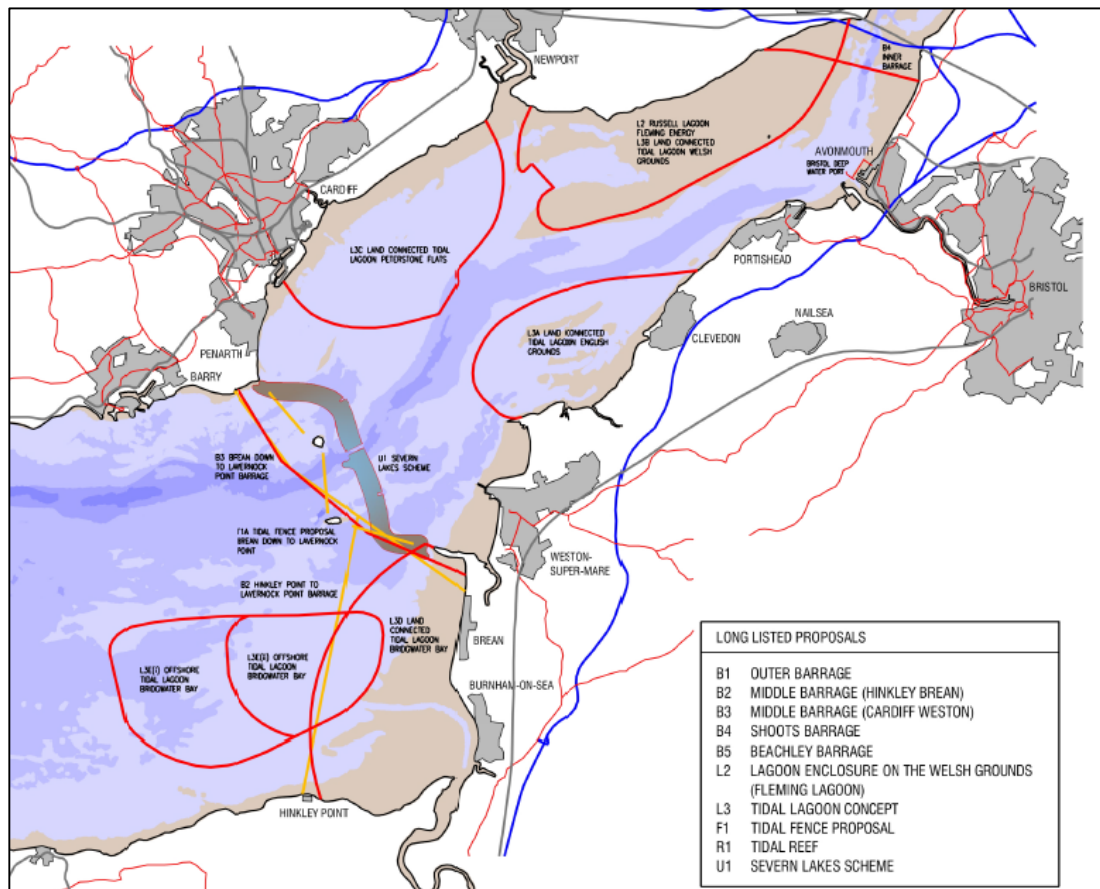 NEWPORT
B4
INNER
BARRAGE
L2 RUSSELL LAGOON
FLEMING ENERGY
L3B LAND CONNECTED
TIDAL LAGOON WELSH
GROUNDS
AVONMOUTH
BRISTOL DEEP
WATER PORT
CARDIFF
L3C LAND CONNECTED TIDAL
LAGOON PETERSTONE FLATS
PORTISHEAD
BRISTOL
NAILSEA
CLEVEDON
L3A LAND KONNECTED
TIDAL LAGOON ENGLISH
GROUNDS
PENARTH
BARRY
B3 BREAN DOWN
TO LAVERNOCK
POINT BARRAGE
U1 SEVERN
LAKES SCHEME
F1A TIDAL FENCE PROPOSAL
BREAN DOWN TO LAVERNOCK
POINT
WESTON-
SUPER-MARE
B2 HINKLEY POINT TO
LAVERNOCK POINT BARRAGE
L3D LAND
CONNECTED
TIDAL LAGOON
BRIDGWATER BAY
BREAN
L3E(I) OFFSHORE
TIDAL LAGOON
BRIDGWATER BAY
L3E(II) OFFSHORE
TIDAL LAGOON
BRIDGWATER BAY
BURNHAM-ON-SEA
HINKLEY POINT
LONG LISTED PROPOSALS
B1 OUTER BARRAGE
B2 MIDDLE BARRAGE (HINKLEY BREAN)
B3 MIDDLE BARRAGE (CARDIFF WESTON)
B4 SHOOTS BARRAGE
B5 BEACHLEY BARRAGE
L2 LAGOON ENCLOSURE ON THE WELSH GROUNDS
(FLEMING LAGOON)
L3 TIDAL LAGOON CONCEPT
F1 TIDAL FENCE PROPOSAL
R1 TIDAL REEF
U1 SEVERN LAKES SCHEME